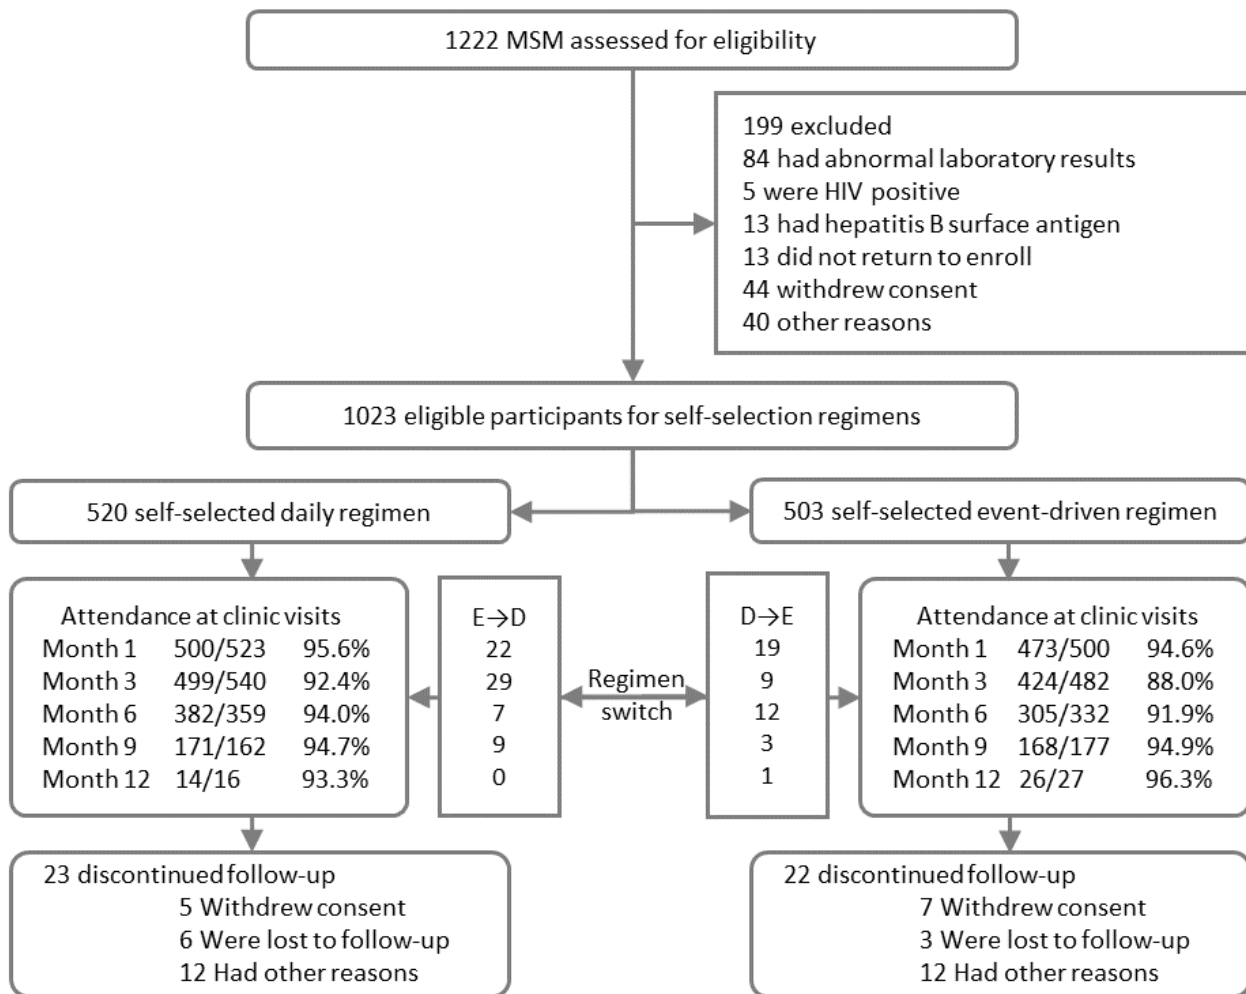 1222 MSM assessed for eligibility
199 excluded
84 had abnormal laboratory results
5 were HIV positive
13 had hepatitis B surface antigen
13 did not return to enroll
44 withdrew consent
40 other reasons
1023 eligible participants for self-selection regimens
520 self-selected daily regimen
503 self-selected event-driven regimen
Attendance at clinic visits
Month 1 500/523 95.6%
Month 3 499/540 92.4%
Month 6 382/359 94.0%
Month 9 171/162 94.7%
Month 12 14/16 93.3%
E→D
22
29
7
9
0
Regimen
switch
D→E
19
9
12
3
1
Attendance at clinic visits
Month 1 473/500 94.6%
Month 3 424/482 88.0%
Month 6 305/332 91.9%
Month 9 168/177 94.9%
Month 12 26/27 96.3%
23 discontinued follow-up
5 Withdrew consent
6 Were lost to follow-up
12 Had other reasons
22 discontinued follow-up
7 Withdrew consent
3 Were lost to follow-up
12 Had other reasons